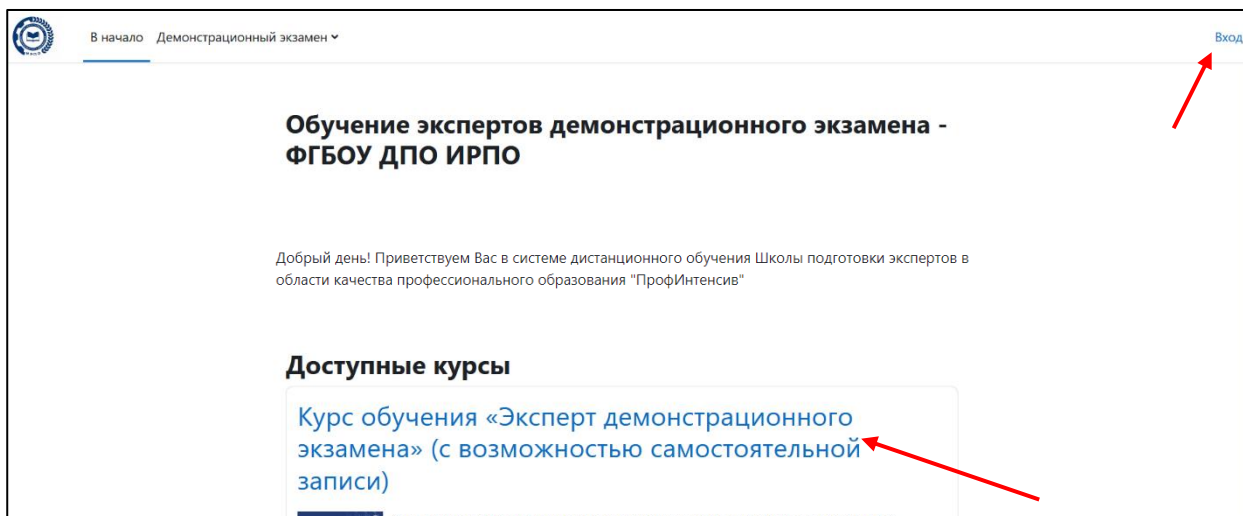 В начало Демонстрационный экзамен Вход
Обучение экспертов демонстрационного экзамена -
ФГБОУ ДПО ИРПО
Добрый день! Приветствуем Вас в системе дистанционного обучения Школы подготовки экспертов в
области качества профессионального образования "ПрофИнтенсив"
Доступные курсы
Курс обучения «Эксперт демонстрационного
экзамена» (с возможностью самостоятельной
записи)